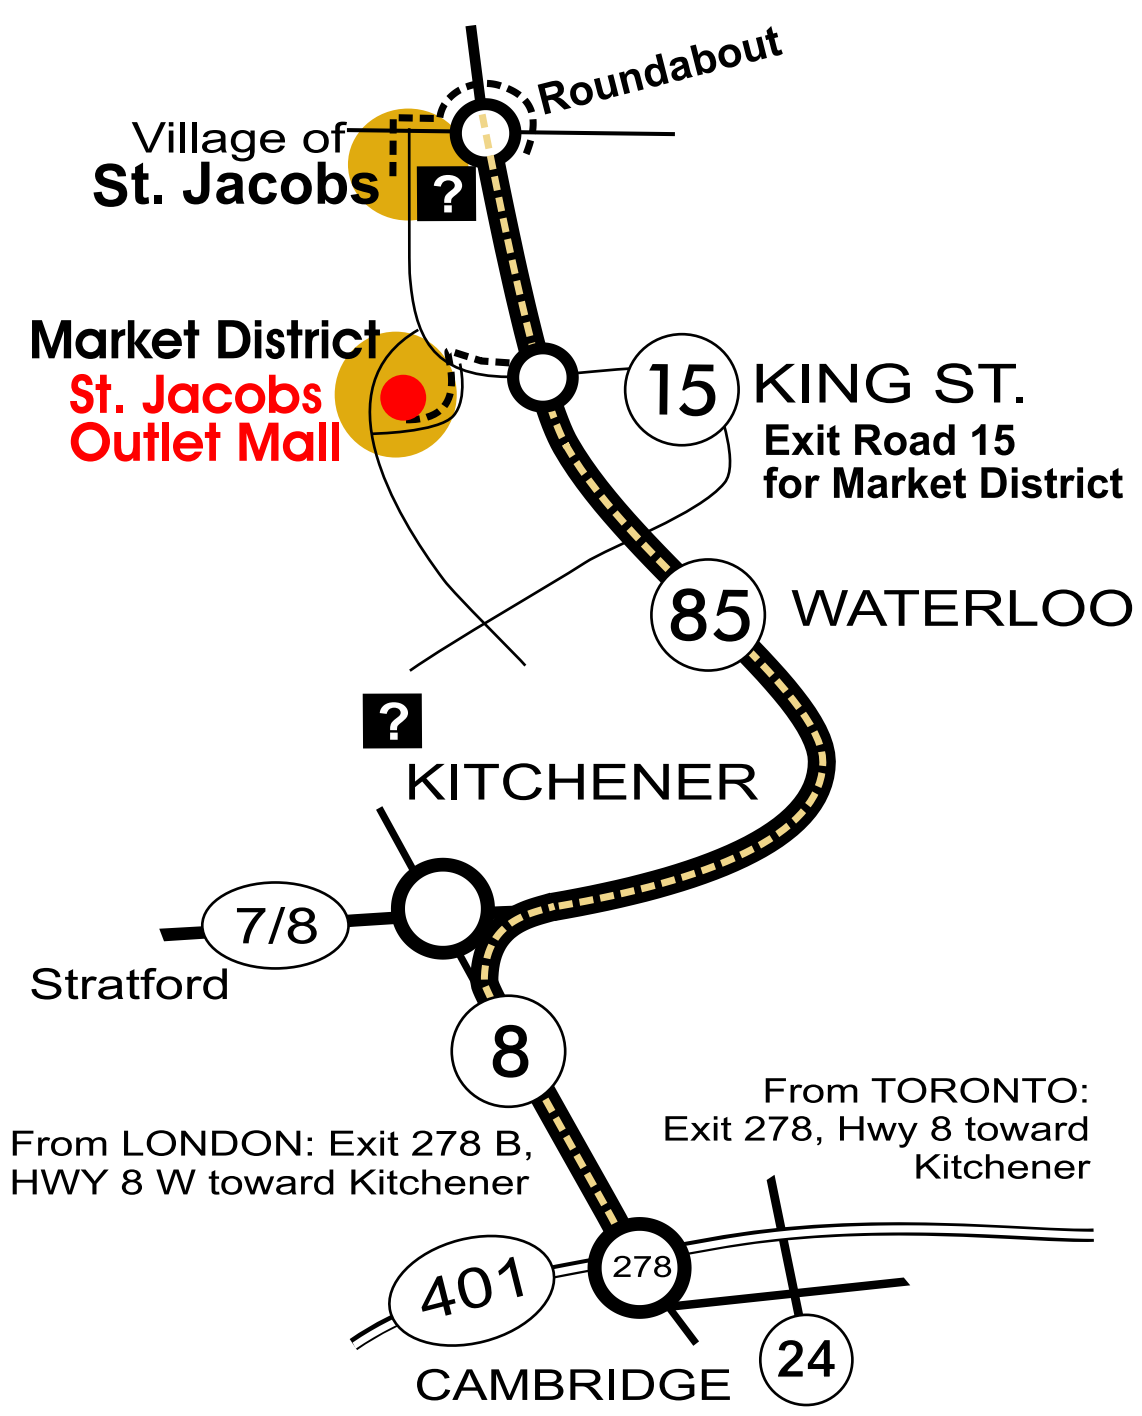 Roundabout
Village of
St. Jacobs
?
Market District
St. Jacobs
Outlet Mall
15
KING ST.
Exit Road 15
for Market District
85
WATERLOO
?
KITCHENER
7/8
Stratford
8
From TORONTO:
Exit 278, Hwy 8 toward
Kitchener
From LONDON: Exit 278 B,
HWY 8 W toward Kitchener
278
401
24
CAMBRIDGE